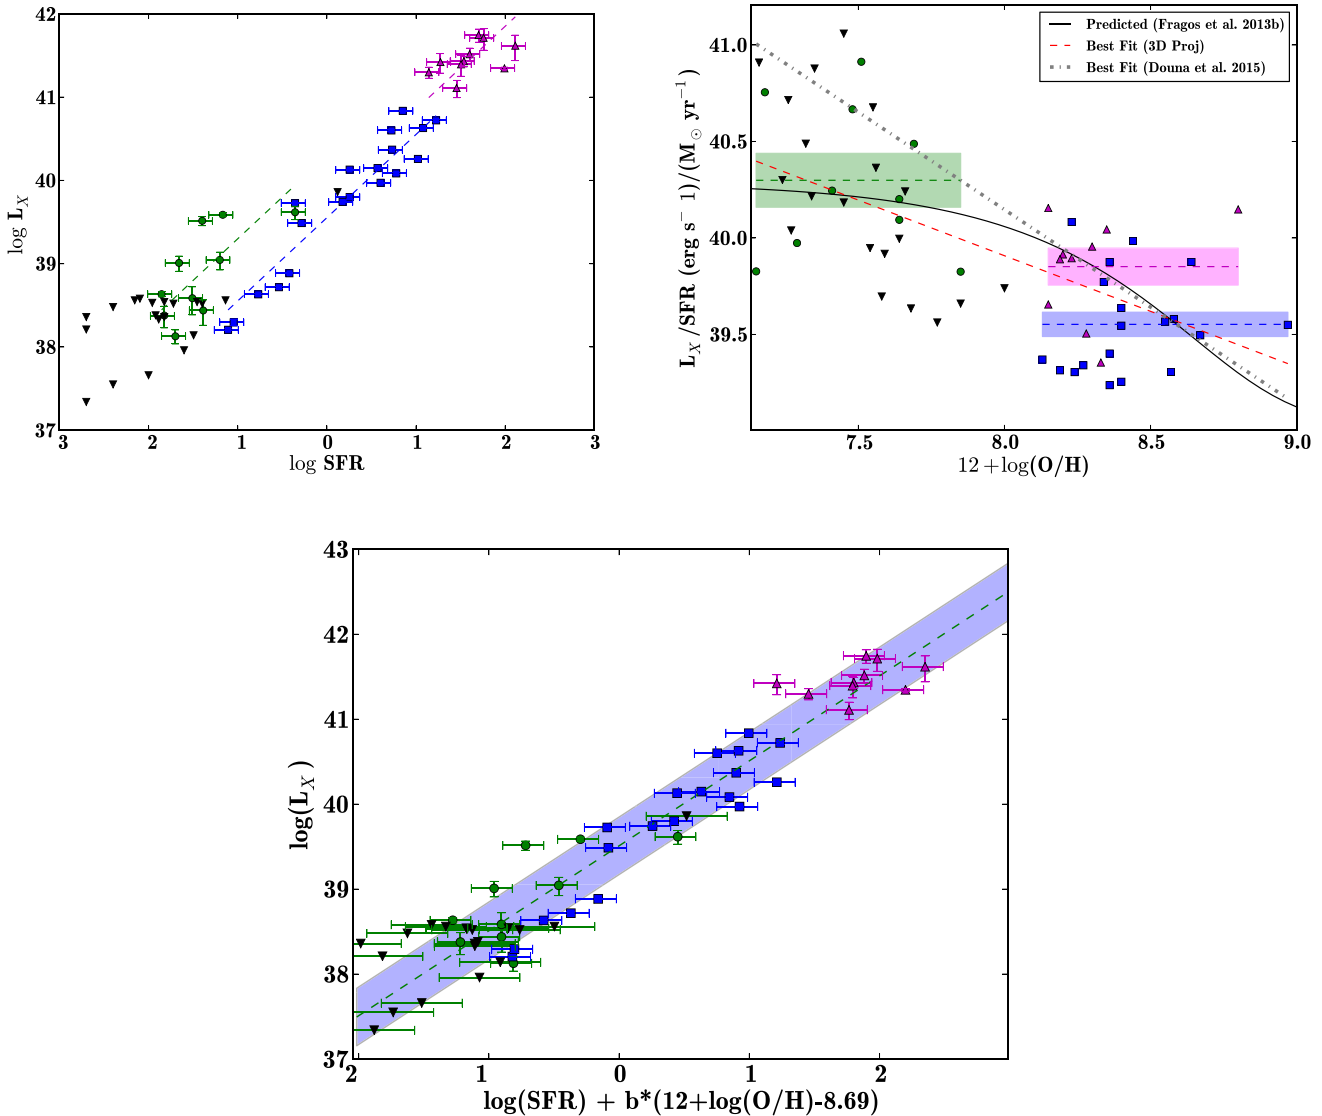 42
41
40
39
38
37
log L_X
3 2 1 0 1 2 3
log SFR
41.0
40.5
40.0
39.5
L_X/SFR (erg s^− 1)/(M_⊙ yr^−1)
Predicted (Fragos et al. 2013b)
Best Fit (3D Proj)
Best Fit (Douna et al. 2015)
7.5 8.0 8.5 9.0
12+log(O/H)
43
42
41
40
39
38
37
log(L_X)
2 1 0 1 2
log(SFR) + b*(12+log(O/H)-8.69)